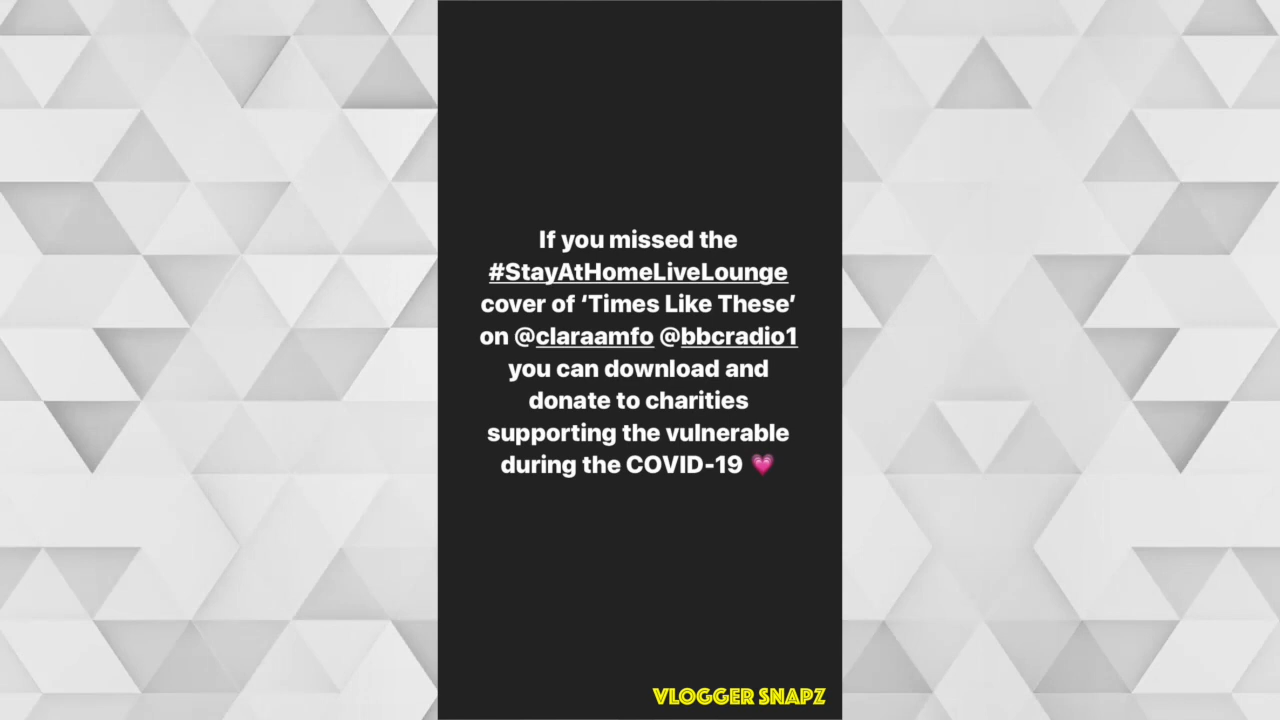 If you missed the
#StayAtHomeLiveLounge
cover of ‘Times Like These’
on @claraamfo @bbcradio1
you can download and
donate to charities
supporting the vulnerable
during the COVID-19 💗
VLOGGER SNAPZ